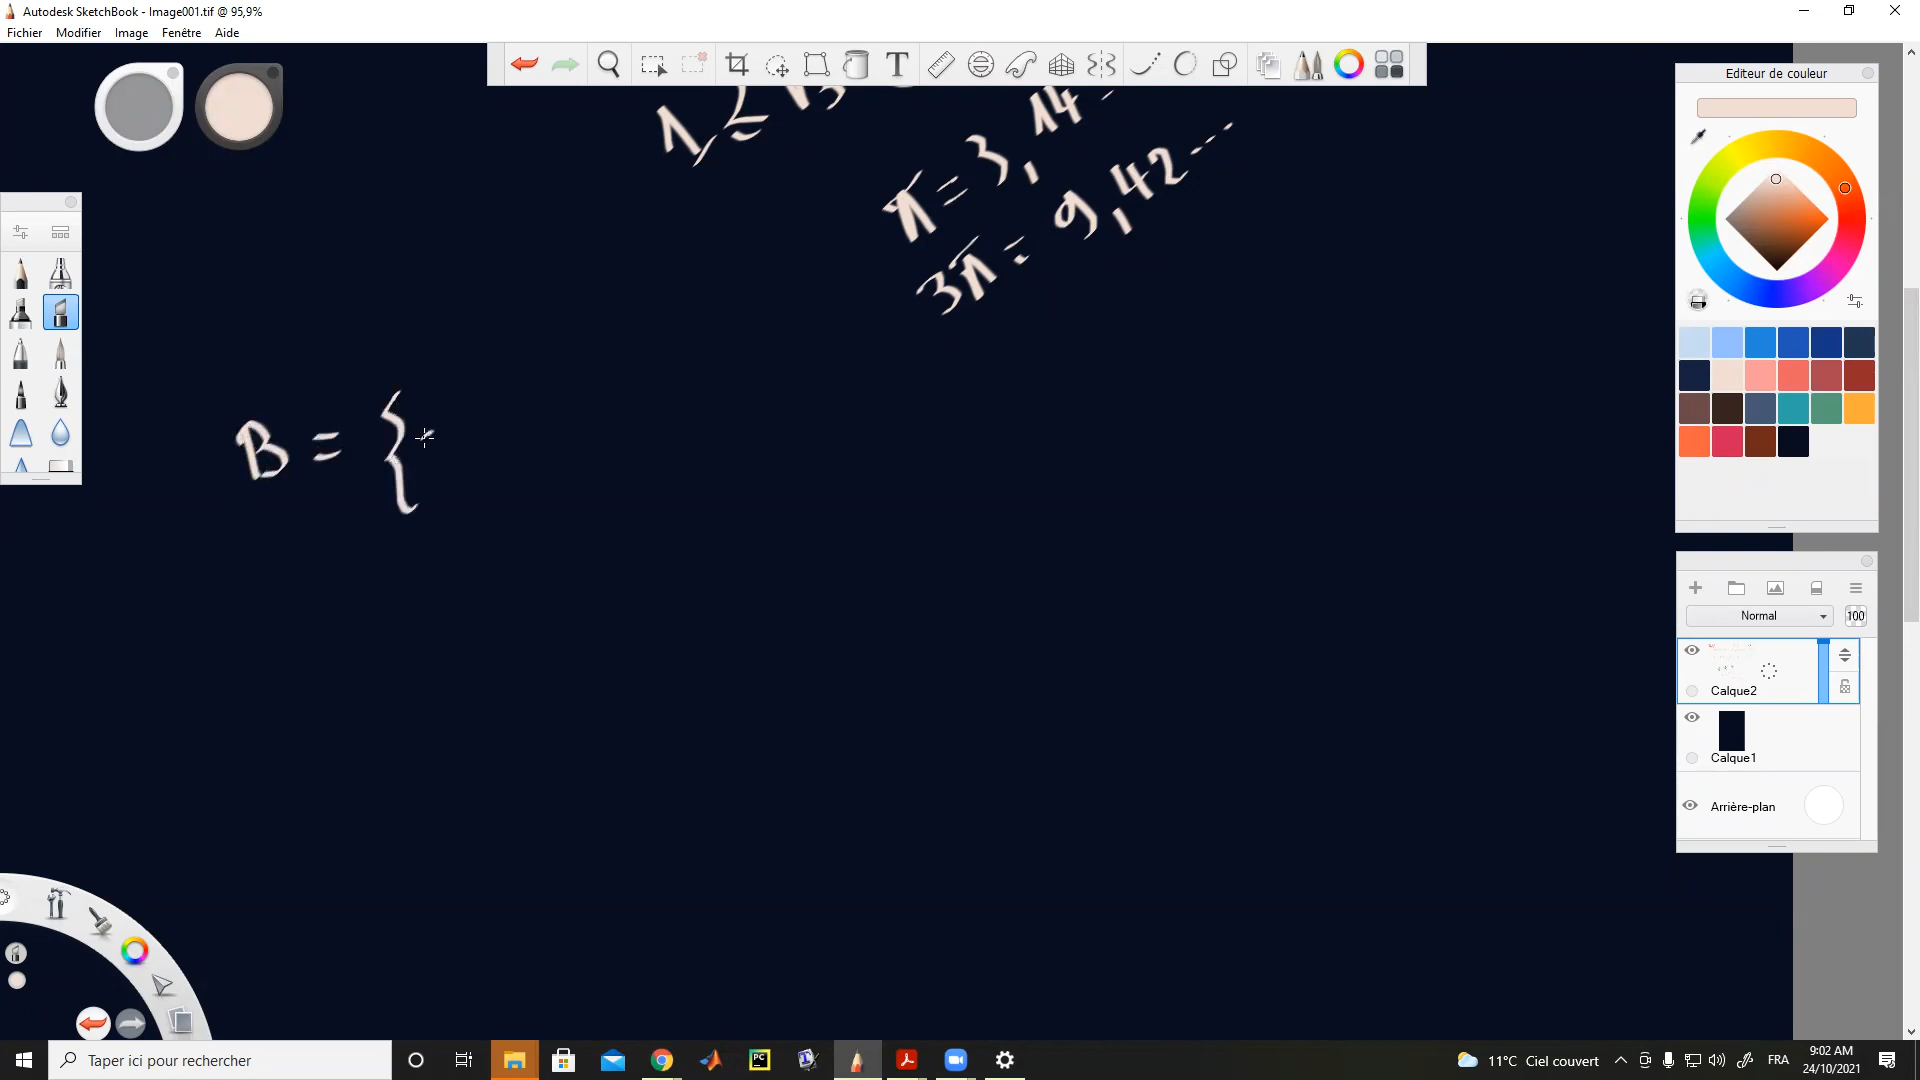 Autodesk SketchBook - Image001.tif @ 95,9%
Fichier Modifier Image Fenêtre Aide
Editeur de couleur
π = 3,14 -
3π = 9,42 ...
B = {
Normal
100
Calque2
Calque1
Arrière-plan
Taper ici pour rechercher
PC
11°C Ciel couvert
FRA
9:02 AM
24/10/2021